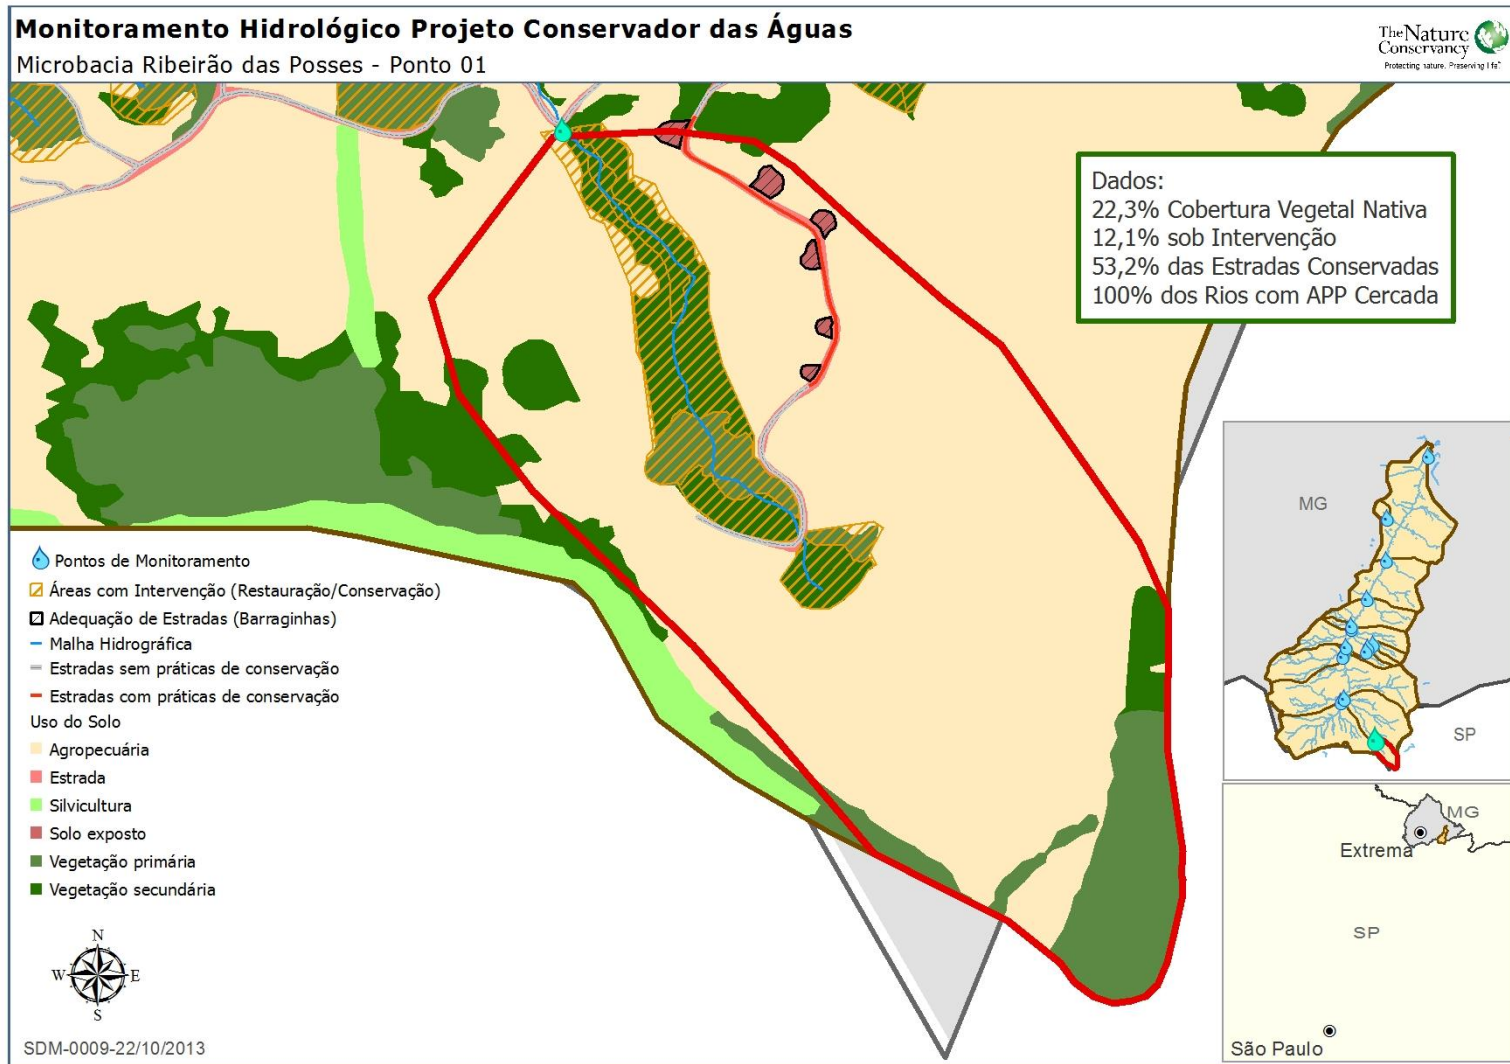 Monitoramento Hidrológico Projeto Conservador das Águas
Microbacia Ribeirão das Posses - Ponto 01
The Nature
Conservancy
Protecting nature. Preserving life.
Dados:
22,3% Cobertura Vegetal Nativa
12,1% sob Intervenção
53,2% das Estradas Conservadas
100% dos Rios com APP Cercada
Pontos de Monitoramento
Áreas com Intervenção (Restauração/Conservação)
Adequação de Estradas (Barraginhas)
Malha Hidrográfica
Estradas sem práticas de conservação
Estradas com práticas de conservação
Uso do Solo
Agropecuária
Estrada
Silvicultura
Solo exposto
Vegetação primária
Vegetação secundária
N
W
E
S
SDM-0009-22/10/2013
MG
SP
MG
Extrema
SP
São Paulo